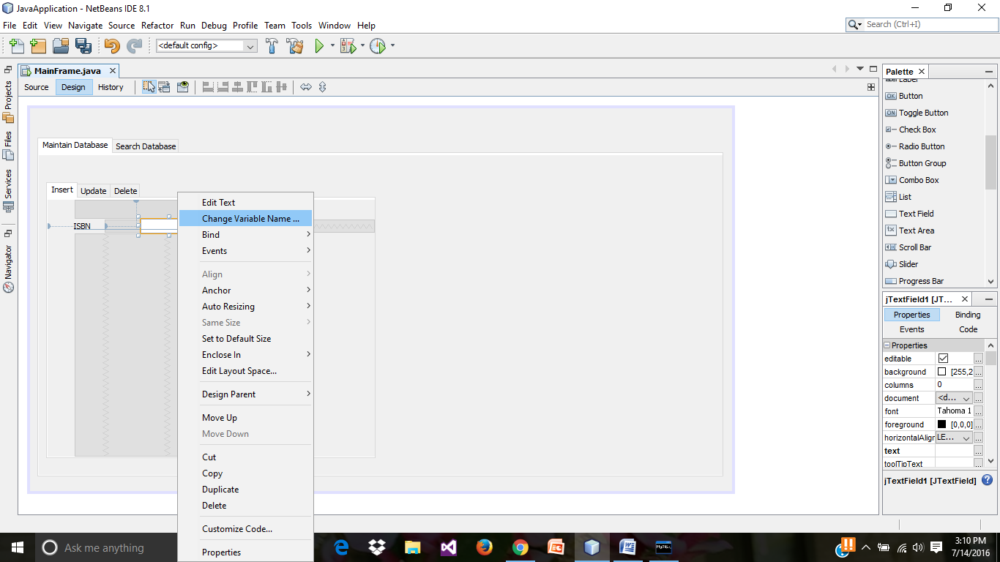 JavaApplication - NetBeans IDE 8.1
File Edit View Navigate Source Refactor Run Debug Profile Team Tools Window Help
Search (Ctrl+I)
<default config>
Projects
Files
Services
Navigator
MainFrame.java
Source Design History
Maintain Database Search Database
Insert Update Delete
ISBN
Edit Text
Change Variable Name ...
Bind
Events
Align
Anchor
Auto Resizing
Same Size
Set to Default Size
Enclose In
Edit Layout Space...
Design Parent
Move Up
Move Down
Cut
Copy
Duplicate
Delete
Customize Code...
Properties
Palette
Label
OK Button
ON Toggle Button
Check Box
Radio Button
Button Group
Combo Box
List
Text Field
Text Area
Scroll Bar
Slider
Progress Bar
jTextField1 [JT...
Properties Binding
Events Code
Properties
editable ...
background [255,2 ...
columns 0 ...
document <d... ...
font Tahoma 1 ...
foreground [0,0,0] ...
horizontalAlign LE... ...
text ...
toolTipText ...
jTextField1 [JTextField]
Ask me anything
MySQL
3:10 PM
7/14/2016